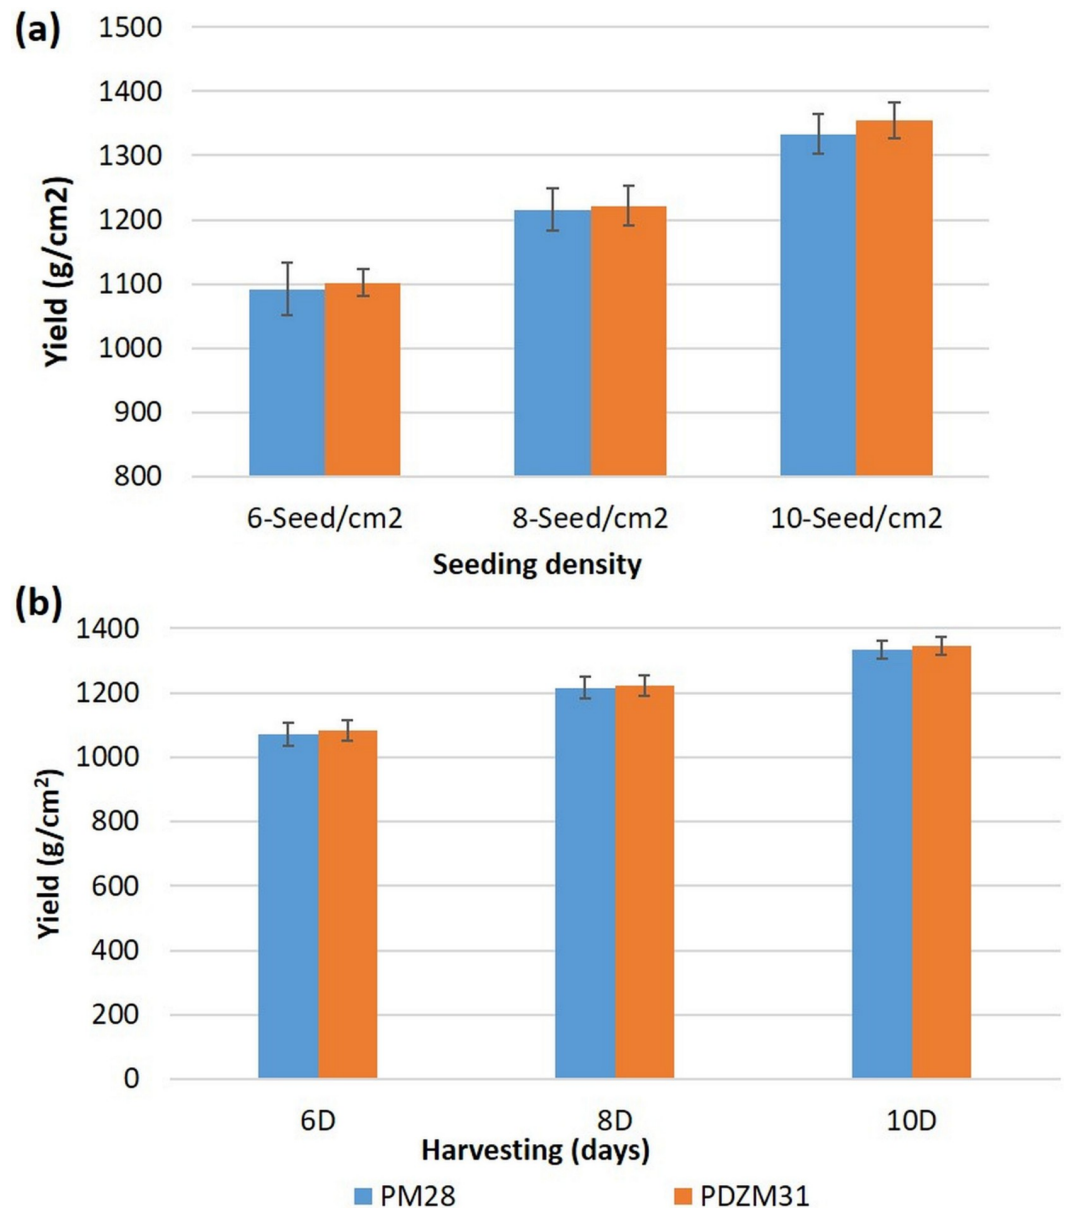 (a)
1500
1400
1300
1200
1100
1000
900
800
Yield (g/cm2)
6-Seed/cm2 8-Seed/cm2 10-Seed/cm2
Seeding density
(b)
1400
1200
1000
800
600
400
200
0
Yield (g/cm²)
6D 8D 10D
Harvesting (days)
PM28 PDZM31